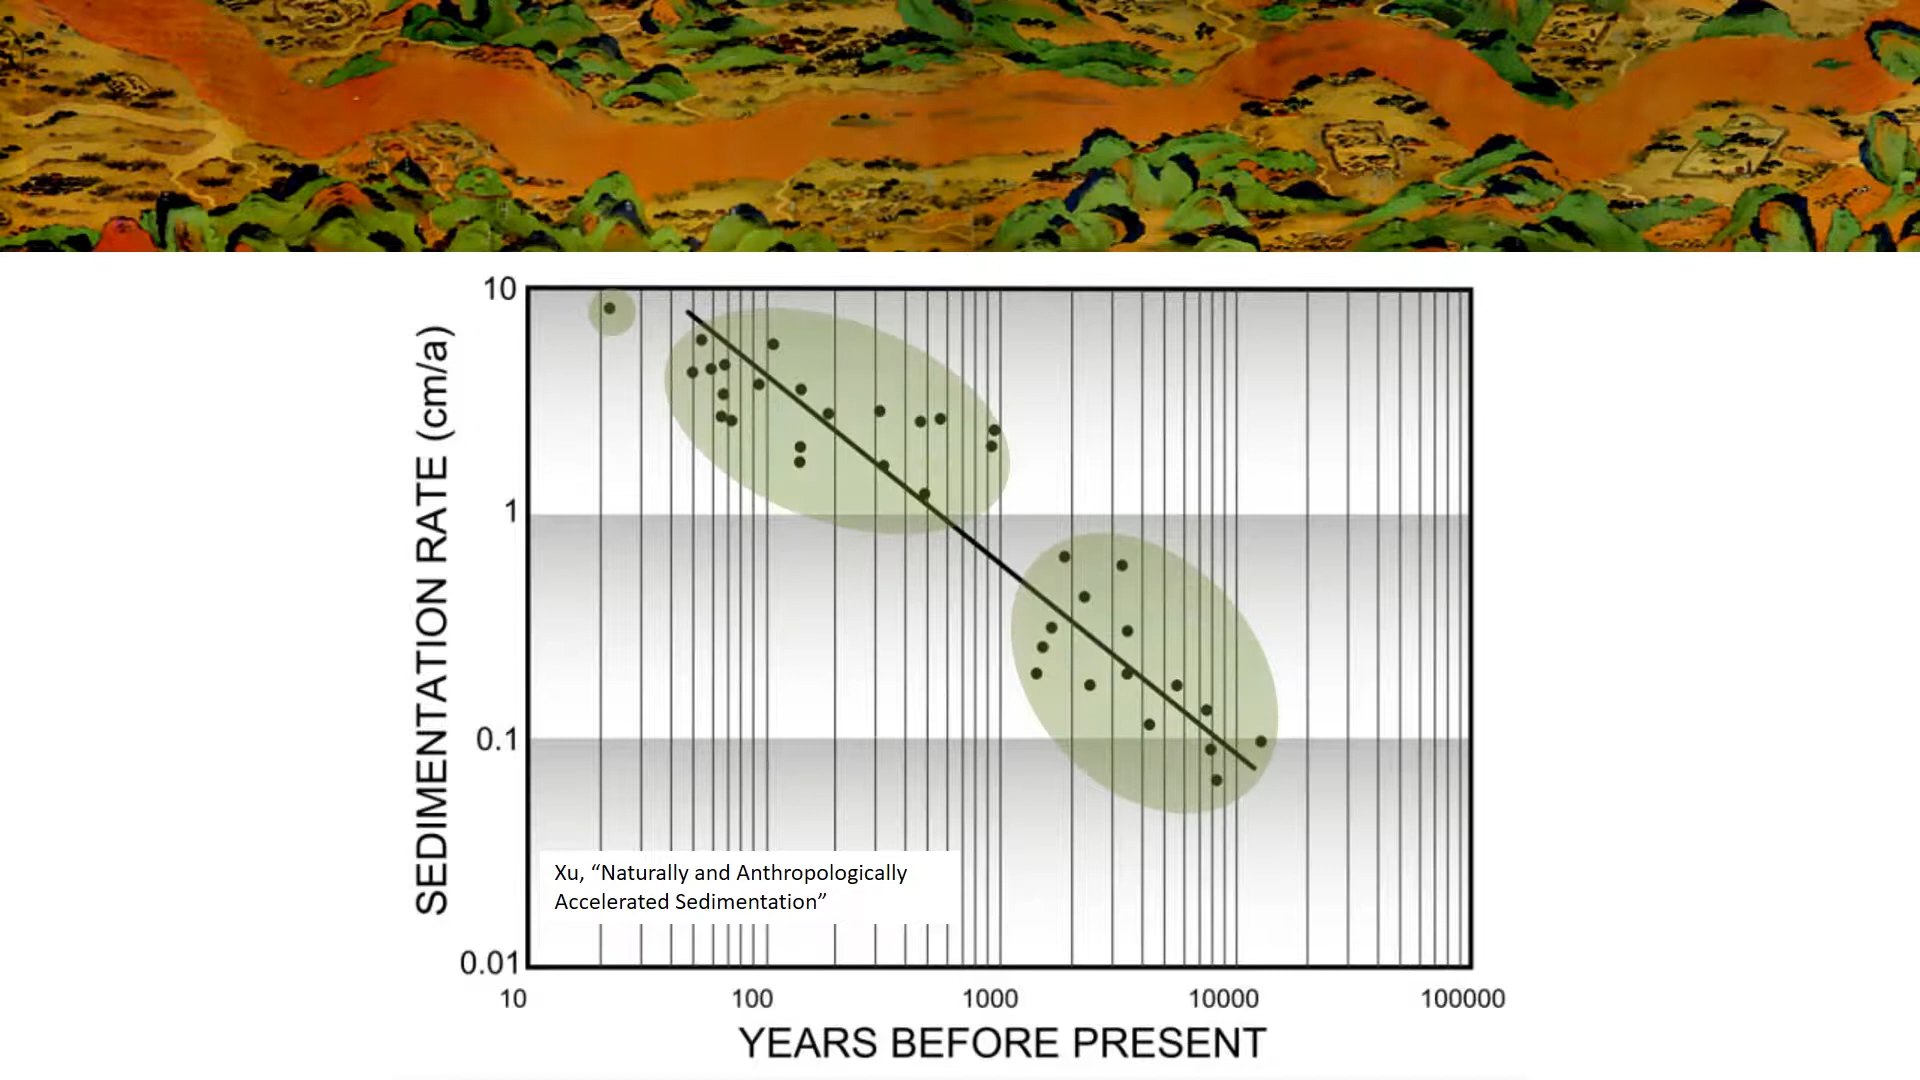 10
1
0.1
0.01
SEDIMENTATION RATE (cm/a)
Xu, “Naturally and Anthropologically
Accelerated Sedimentation”
10 100 1000 10000 100000
YEARS BEFORE PRESENT